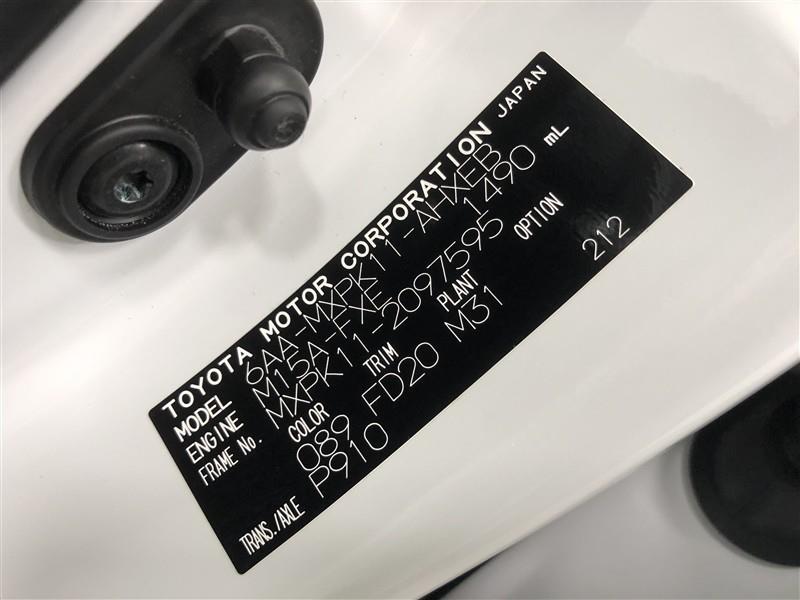 TOYOTA MOTOR CORPORATION JAPAN
MODEL 6AA-MXPK11-AHXEB
ENGINE M15A-FXE 1490 mL
FRAME No. MXPK11-2097595
COLOR TRIM PLANT OPTION
089 FD20 M31 212
TRANS./AXLE P910